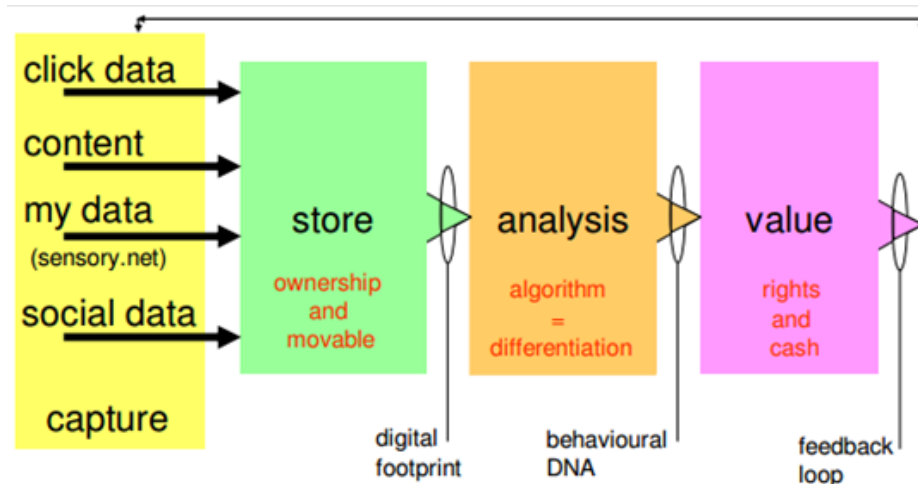 click data
content
my data
(sensory.net)
social data
capture
store
ownership
and
movable
digital
footprint
analysis
algorithm
=
differentiation
behavioural
DNA
value
rights
and
cash
feedback
loop